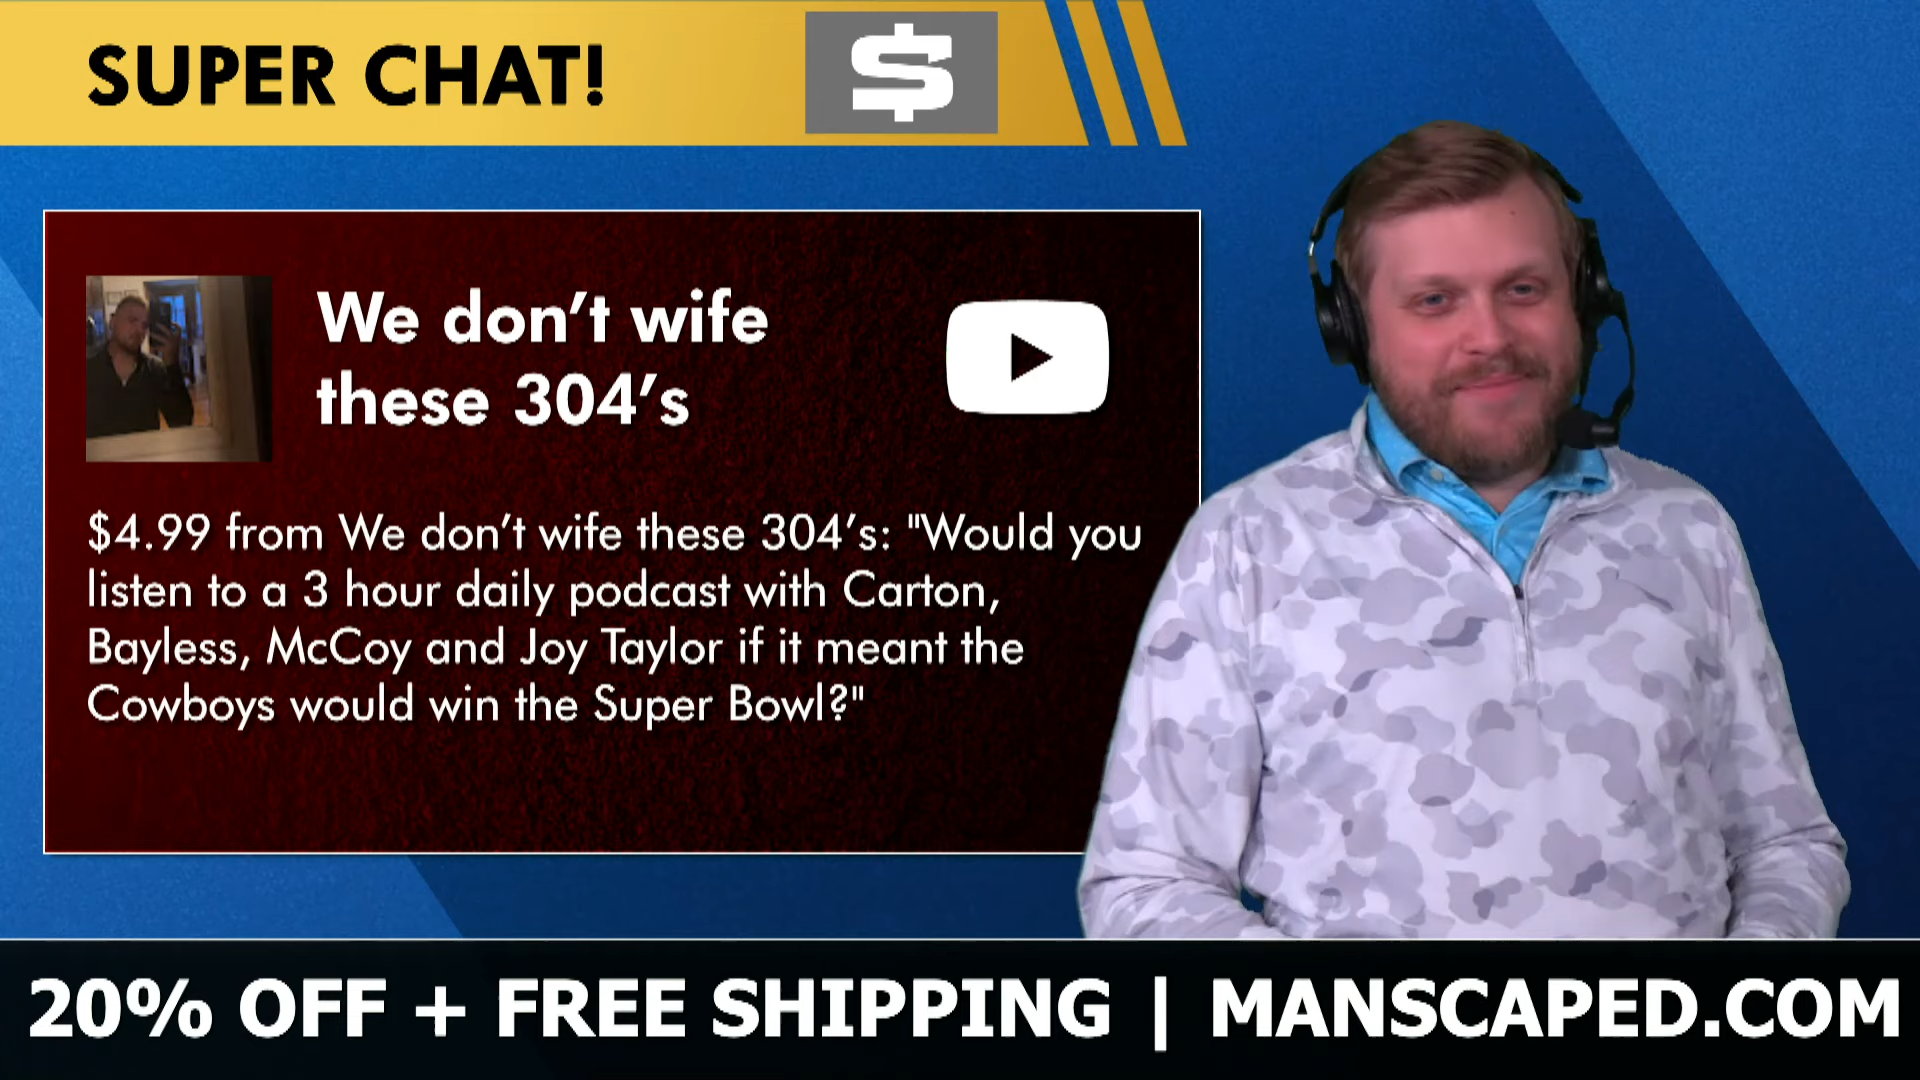 SUPER CHAT!
$
We don’t wife
these 304’s
$4.99 from We don’t wife these 304’s: "Would you
listen to a 3 hour daily podcast with Carton,
Bayless, McCoy and Joy Taylor if it meant the
Cowboys would win the Super Bowl?"
20% OFF + FREE SHIPPING | MANSCAPED.COM